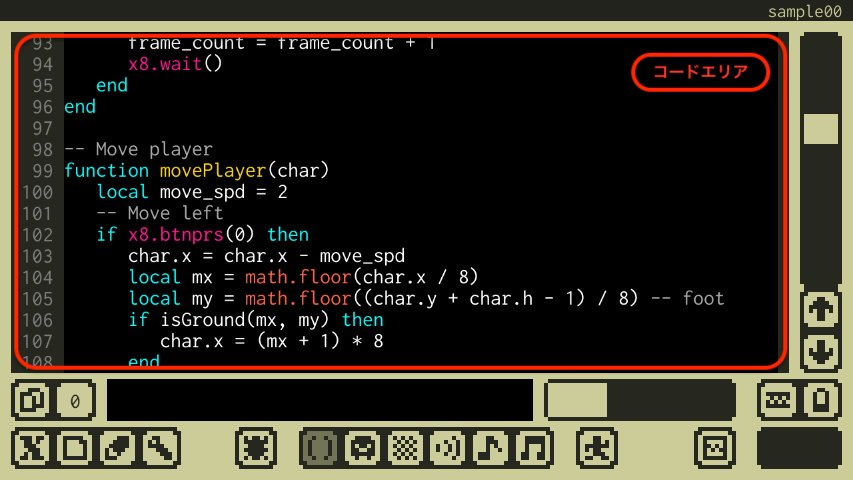 sample00
93 frame_count = frame_count + 1
94 x8.wait()
95 end
96 end
97
98 -- Move player
99 function movePlayer(char)
100 local move_spd = 2
101 -- Move left
102 if x8.btnprs(0) then
103 char.x = char.x - move_spd
104 local mx = math.floor(char.x / 8)
105 local my = math.floor((char.y + char.h - 1) / 8) -- foot
106 if isGround(mx, my) then
107 char.x = (mx + 1) * 8
108 end
コードエリア
0